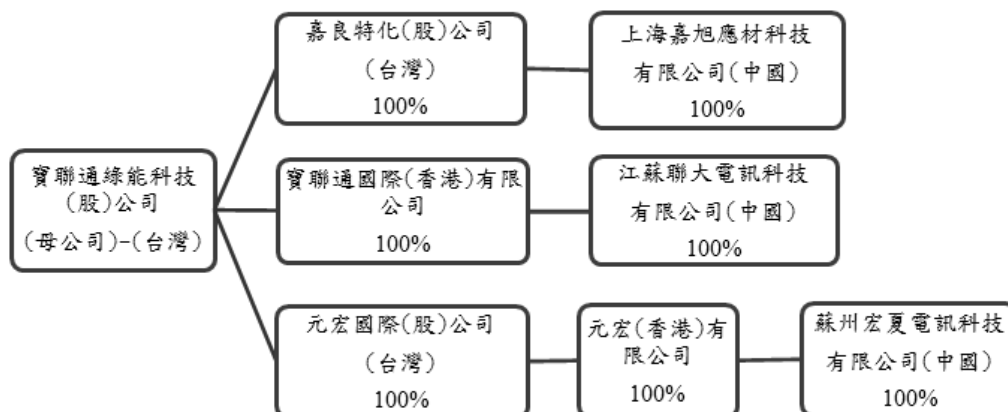 寶聯通綠能科技
(股)公司
(母公司)-(台灣)
嘉良特化(股)公司
(台灣)
100%
上海嘉旭應材科技
有限公司(中國)
100%
寶聯通國際(香港)有限
公司
100%
江蘇聯大電訊科技
有限公司(中國)
100%
元宏國際(股)公司
(台灣)
100%
元宏(香港)有
限公司
100%
蘇州宏夏電訊科技
有限公司(中國)
100%